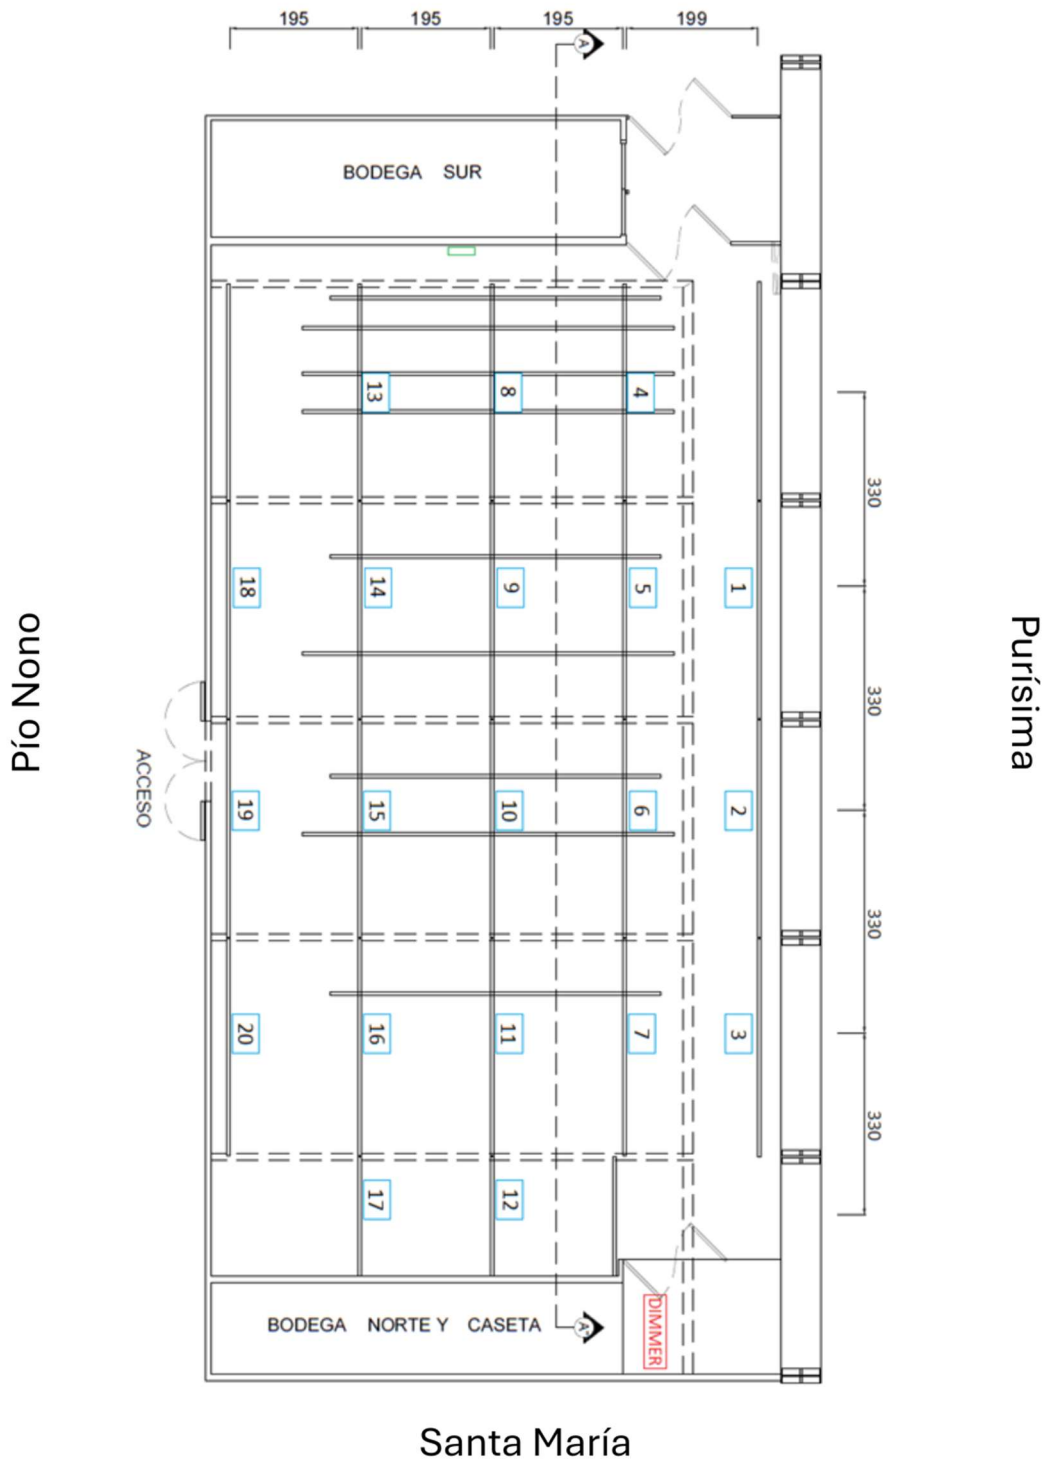 195 195 195 199
A
BODEGA SUR
13 8 4
330
18 14 9 5 1
Pío Nono
Purísima
330
ACCESO
19 15 10 6 2
330
20 16 11 7 3
330
17 12
BODEGA NORTE Y CASETA
A'
DIMMER
Santa María